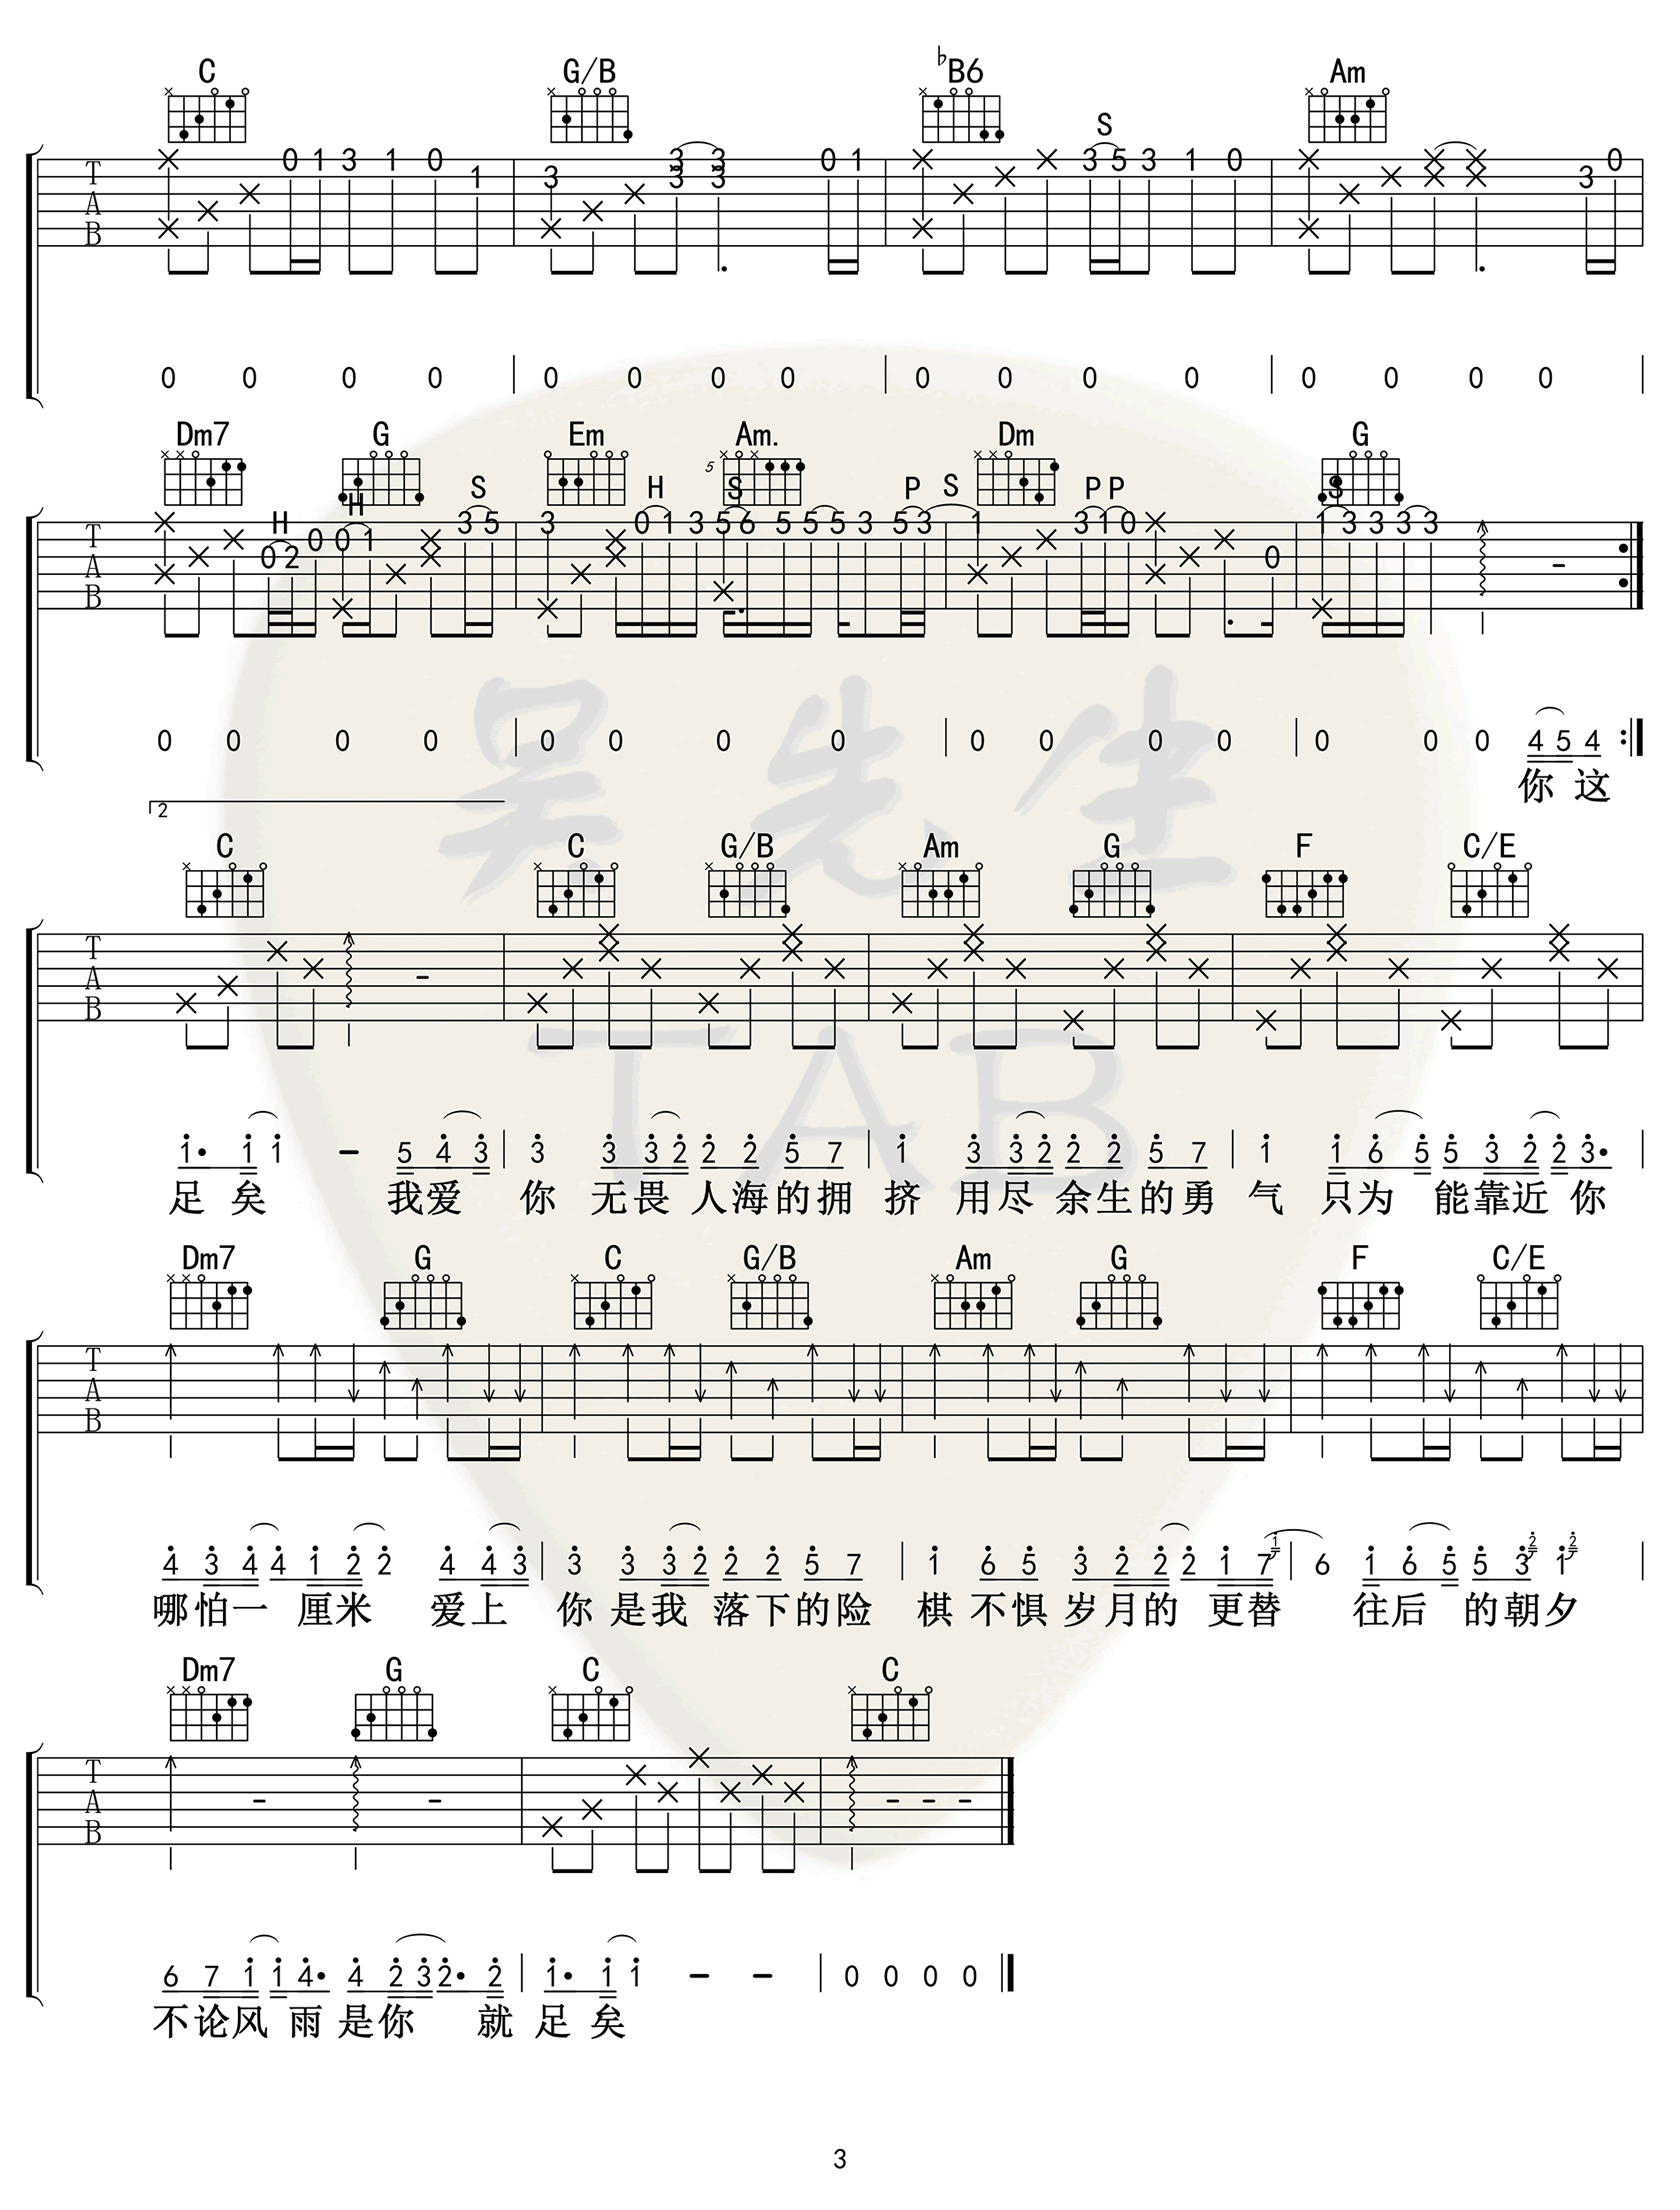 C G/B ♭B6 Am
S
T A B
0 1 3 1 0 1 3 3 3 3 3 0 1 3 5 3 1 0 3 0
0 0 0 0 0 0 0 0 0 0 0 0 0 0 0 0
Dm7 G Em Am. Dm G
5
H H S H S P S P P S
T A B
0 2 0 0 1 3 5 3 0 1 3 5 6 5 5 5 3 5 3 1 3 1 0 0 1 3 3 3 3
0 0 0 0 0 0 0 0 0 0 0 0 0 0 0 4 5 4
你 这
2
C C G/B Am G F C/E
T A B
1· 1 1 – 5 4 3 3 3 3 2 2 2 5 7 1 3 3 2 2 2 5 7 1 1 6 5 5 3 2 2 3·
足 矣 我爱 你 无畏 人海的拥 挤 用尽 余生的勇 气 只为 能靠近 你
Dm7 G C G/B Am G F C/E
T A B
4 3 4 4 1 2 2 4 4 3 3 3 3 2 2 2 5 7 1 6 5 3 2 2 2 1 7 1 6 1 6 5 5 3 2 1 2
哪怕一 厘米 爱上 你 是我 落下的险 棋 不惧 岁月的 更替 往后 的朝夕
Dm7 G C C
T A B
6 7 1 1 4· 4 2 3 2· 2 1· 1 1 – – 0 0 0 0
不论风 雨 是你 就 足 矣
吴先生
TAB
3